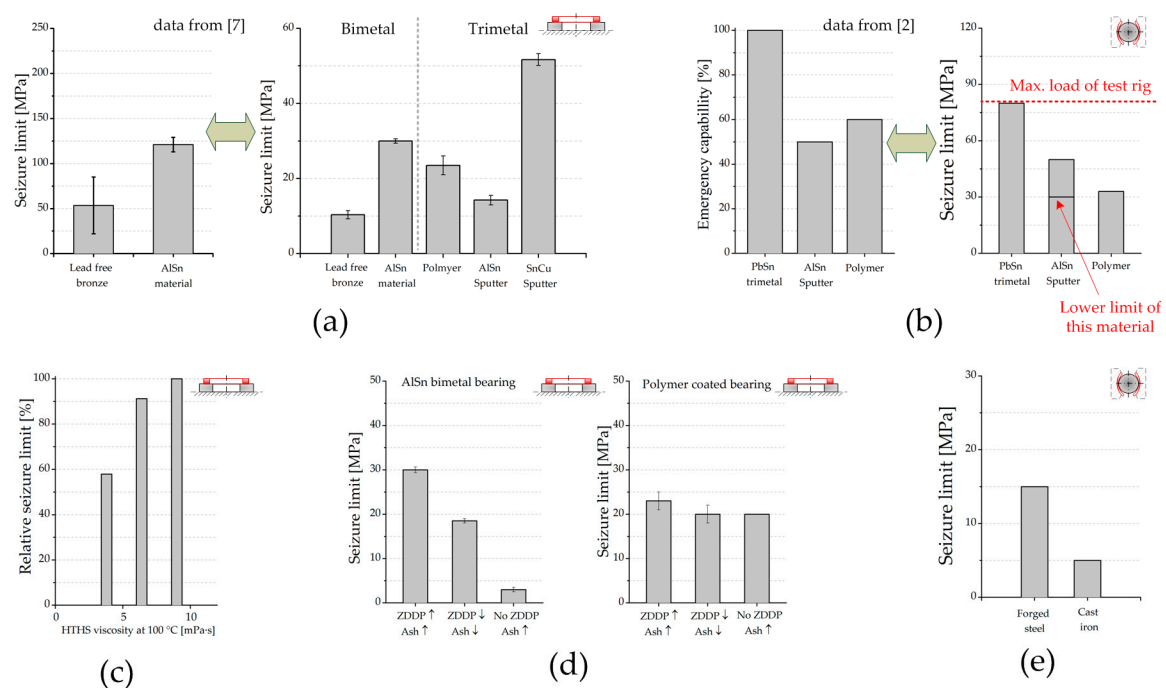 data from [7]
Seizure limit [MPa]
250
200
150
100
50
0
Lead free
bronze
AlSn
material
Bimetal
Trimetal
Seizure limit [MPa]
60
40
20
0
Lead free
bronze
AlSn
material
Polmyer
AlSn
Sputter
SnCu
Sputter
(a)
data from [2]
Emergency capabillity [%]
100
80
60
40
20
0
PbSn
trimetal
AlSn
Sputter
Polymer
Seizure limit [MPa]
120
90
60
30
0
Max. load of test rig
PbSn
trimetal
AlSn
Sputter
Polymer
Lower limit of
this material
(b)
Relative seizure limit [%]
100
80
60
40
20
0
0
5
10
HTHS viscosity at 100 °C [mPa·s]
(c)
AlSn bimetal bearing
Seizure limit [MPa]
50
40
30
20
10
0
ZDDP ↑
Ash ↑
ZDDP ↓
Ash ↓
No ZDDP
Ash ↑
Polymer coated bearing
Seizure limit [MPa]
50
40
30
20
10
0
ZDDP ↑
Ash ↑
ZDDP ↓
Ash ↓
No ZDDP
Ash ↑
(d)
Seizure limit [MPa]
30
20
10
0
Forged
steel
Cast
iron
(e)